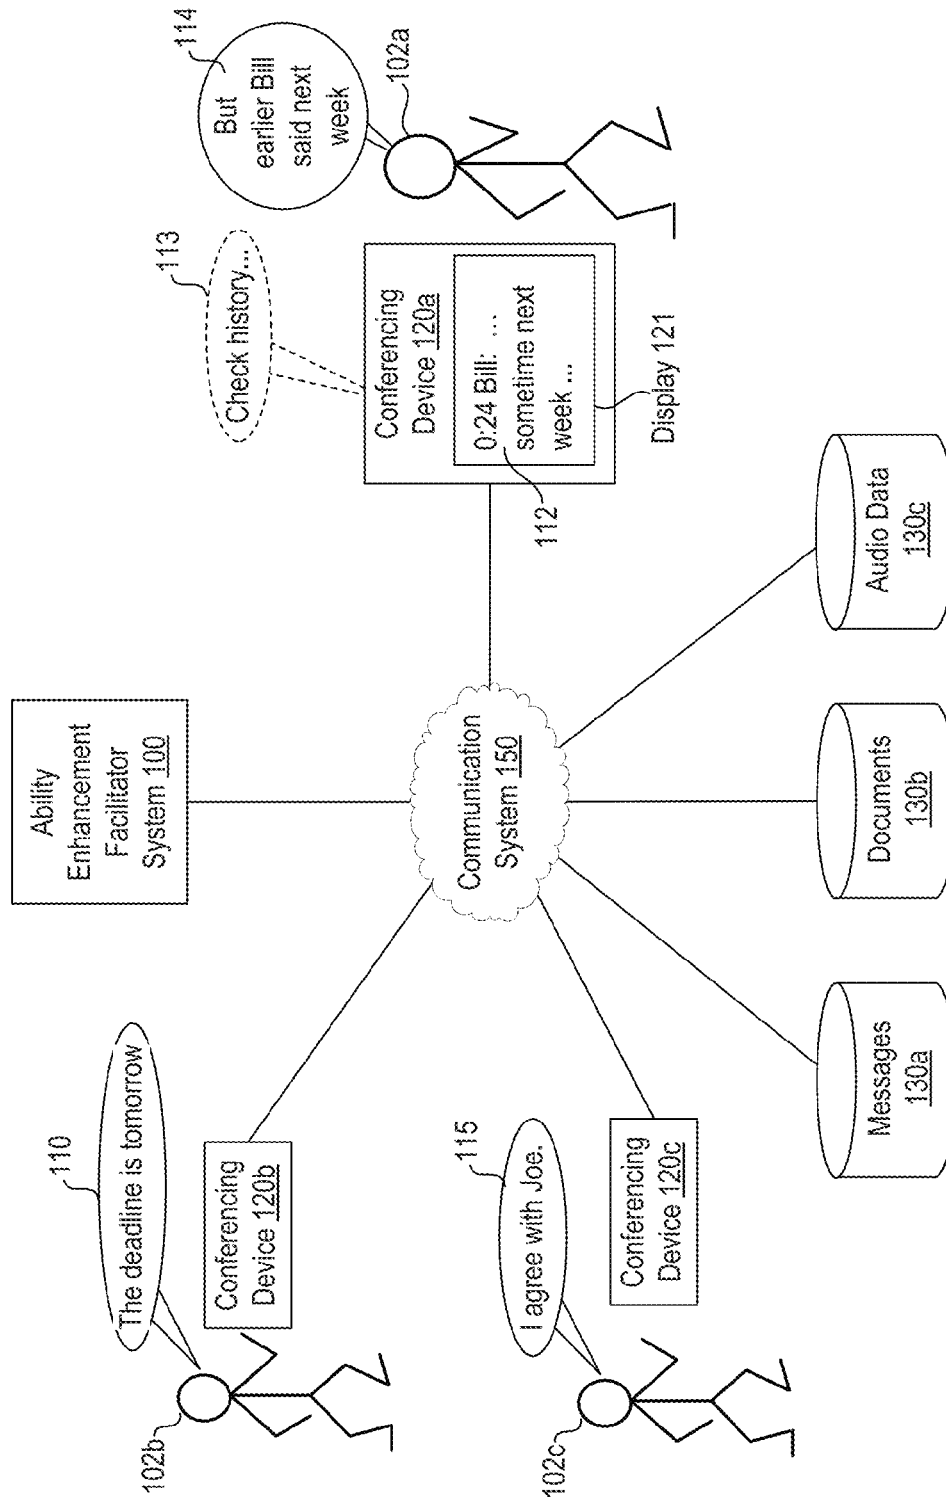 110
The deadline is tomorrow
102b
Conferencing
Device 120b
115
I agree with Joe.
102c
Conferencing
Device 120c
Ability
Enhancement
Facilitator
System 100
Communication
System 150
Messages
130a
Documents
130b
Audio Data
130c
113
Check history...
Conferencing
Device 120a
0:24 Bill: ...
sometime next
week ...
112
Display 121
114
But
earlier Bill
said next
week
102a